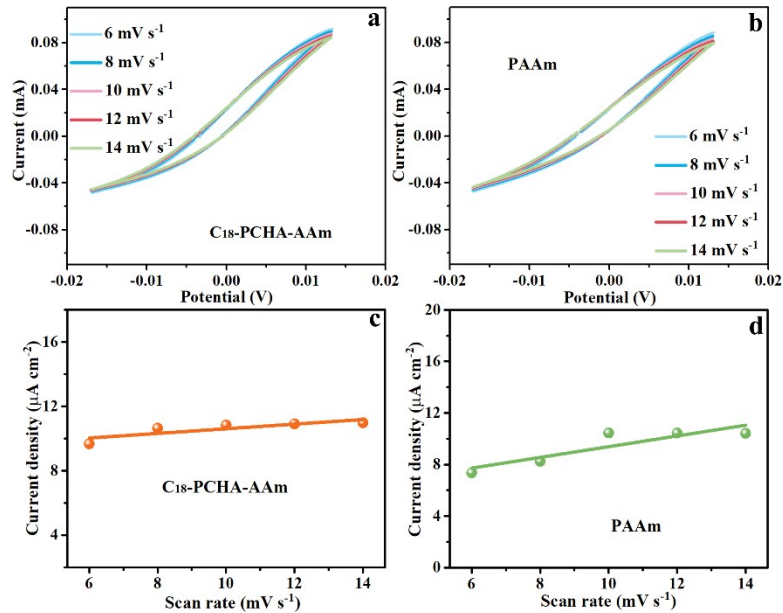 a
6 mV s⁻¹
8 mV s⁻¹
10 mV s⁻¹
12 mV s⁻¹
14 mV s⁻¹
C₁₈-PCHA-AAm
Current (mA)
0.08
0.04
0.00
-0.04
-0.08
-0.02
-0.01
0.00
0.01
0.02
Potential (V)
b
PAAm
6 mV s⁻¹
8 mV s⁻¹
10 mV s⁻¹
12 mV s⁻¹
14 mV s⁻¹
Current (mA)
0.08
0.04
0.00
-0.04
-0.08
-0.02
-0.01
0.00
0.01
0.02
Potential (V)
c
C₁₈-PCHA-AAm
Current density (μA cm⁻²)
16
12
8
4
6
8
10
12
14
Scan rate (mV s⁻¹)
d
PAAm
Current density (μA cm⁻²)
20
16
12
8
4
0
6
8
10
12
14
Scan rate (mV s⁻¹)